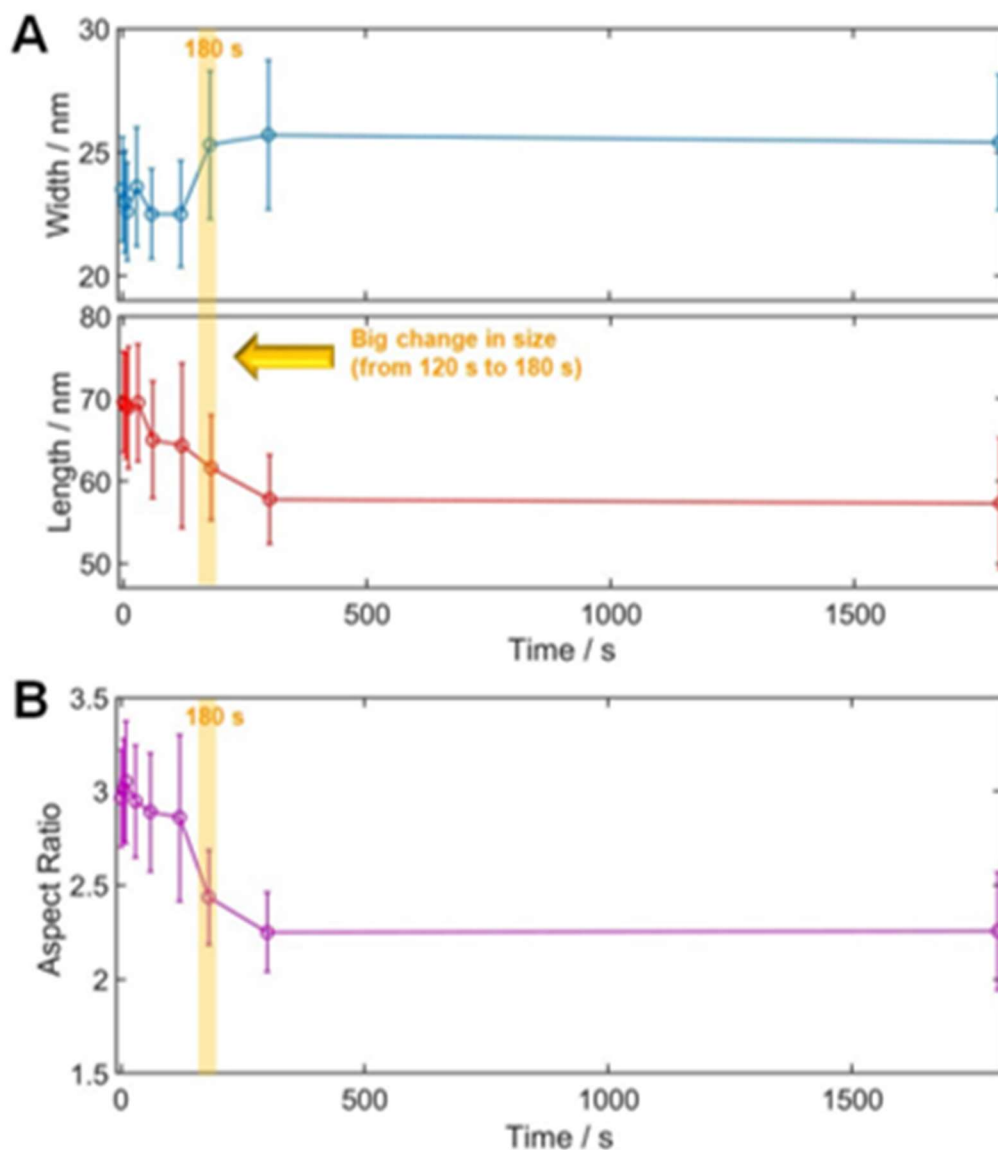 A
30
180 s
25
Width / nm
20
80
Big change in size
(from 120 s to 180 s)
70
Length / nm
60
50
0 500 1000 1500
Time / s
B
3.5
180 s
3
Aspect Ratio
2.5
2
1.5
0 500 1000 1500
Time / s